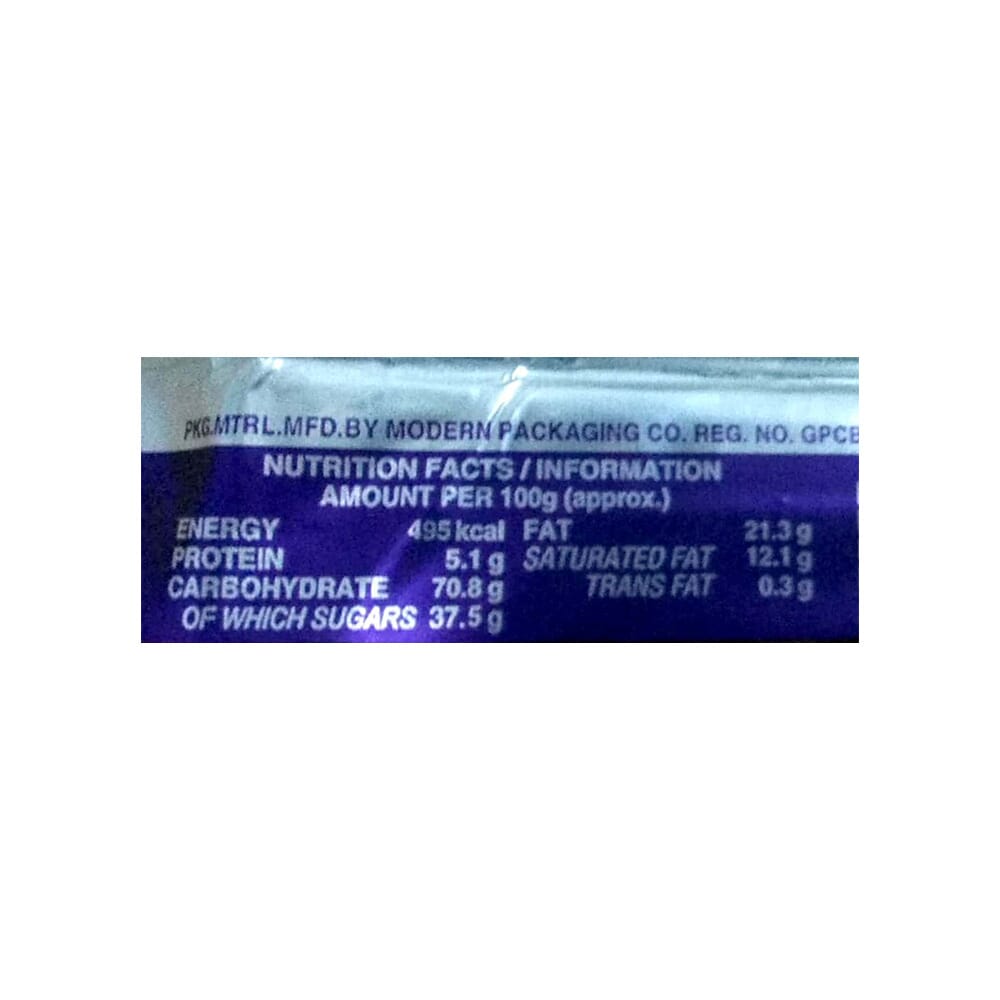 PKG.MTRL.MFD.BY MODERN PACKAGING CO. REG. NO. GPCB
NUTRITION FACTS / INFORMATION
AMOUNT PER 100g (approx.)
ENERGY 495 kcal FAT 21.3 g
PROTEIN 5.1 g SATURATED FAT 12.1 g
CARBOHYDRATE 70.8 g TRANS FAT 0.3 g
OF WHICH SUGARS 37.5 g